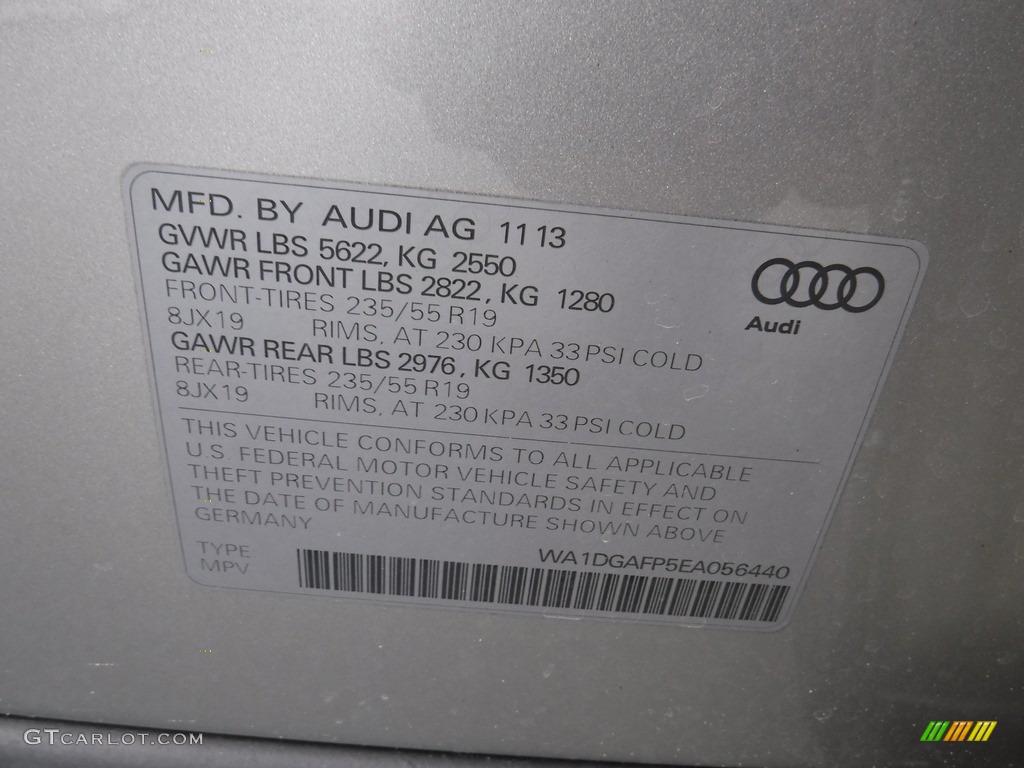 MFD. BY AUDI AG 11 13
GVWR LBS 5622, KG 2550
GAWR FRONT LBS 2822, KG 1280
FRONT-TIRES 235/55 R19
8JX19 RIMS, AT 230 KPA 33 PSI COLD
GAWR REAR LBS 2976, KG 1350
REAR-TIRES 235/55 R19
8JX19 RIMS, AT 230 KPA 33 PSI COLD
Audi
THIS VEHICLE CONFORMS TO ALL APPLICABLE
U.S. FEDERAL MOTOR VEHICLE SAFETY AND
THEFT PREVENTION STANDARDS IN EFFECT ON
THE DATE OF MANUFACTURE SHOWN ABOVE
GERMANY
TYPE WA1DGAFP5EA056440
MPV
GTCARLOT.COM